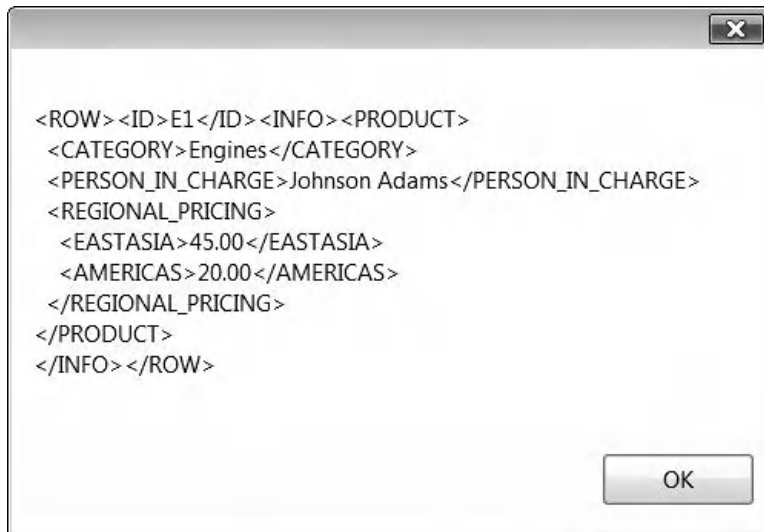 <ROW><ID>E1</ID><INFO><PRODUCT>
<CATEGORY>Engines</CATEGORY>
<PERSON_IN_CHARGE>Johnson Adams</PERSON_IN_CHARGE>
<REGIONAL_PRICING>
<EASTASIA>45.00</EASTASIA>
<AMERICAS>20.00</AMERICAS>
</REGIONAL_PRICING>
</PRODUCT>
</INFO></ROW>
OK